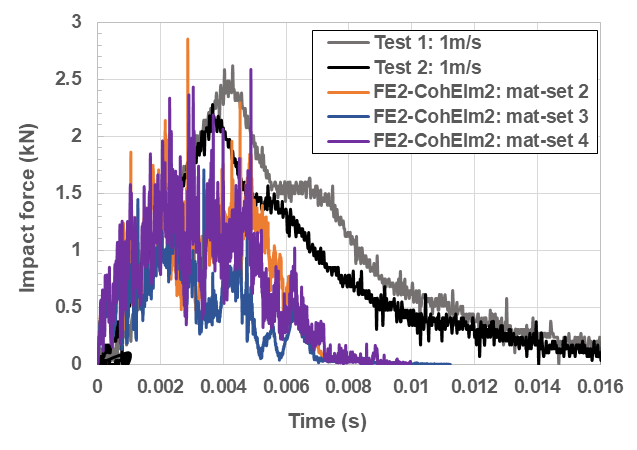 3
2.5
2
1.5
1
0.5
0
Impact force (kN)
Test 1: 1m/s
Test 2: 1m/s
FE2-CohElm2: mat-set 2
FE2-CohElm2: mat-set 3
FE2-CohElm2: mat-set 4
0 0.002 0.004 0.006 0.008 0.01 0.012 0.014 0.016
Time (s)